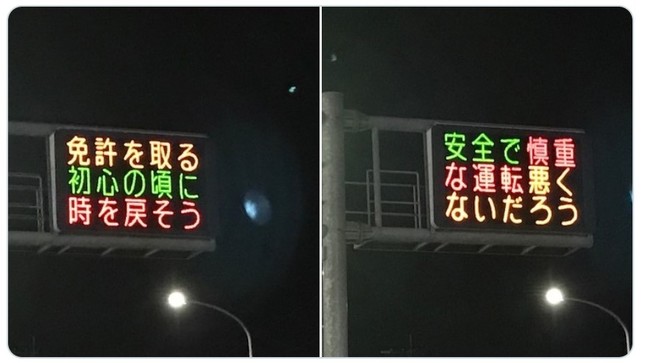 免許を取る
初心の頃に
時を戻そう
安全で慎重
な運転悪く
ないだろう